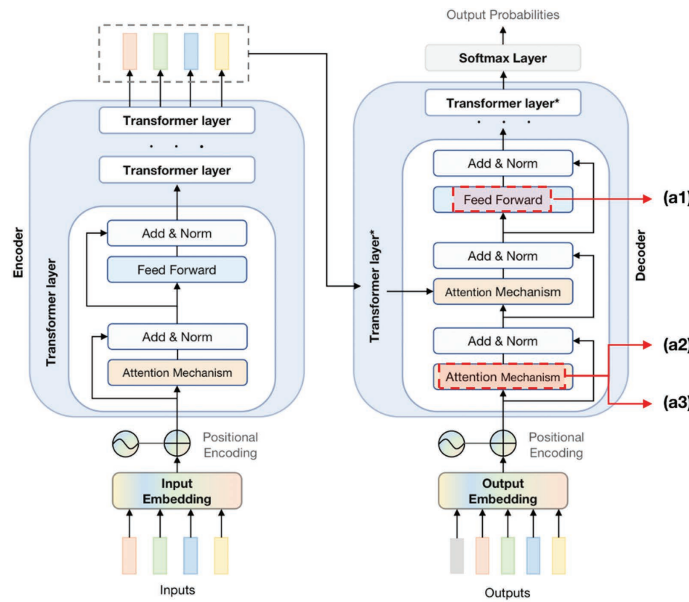 Output Probabilities
Softmax Layer
Transformer layer*
. . .
Add & Norm
Feed Forward
(a1)
Add & Norm
Attention Mechanism
Add & Norm
Attention Mechanism
(a2)
(a3)
Transformer layer*
Decoder
Positional
Encoding
Output
Embedding
Outputs
Transformer layer
. . .
Transformer layer
Add & Norm
Feed Forward
Add & Norm
Attention Mechanism
Encoder
Transformer layer
Positional
Encoding
Input
Embedding
Inputs